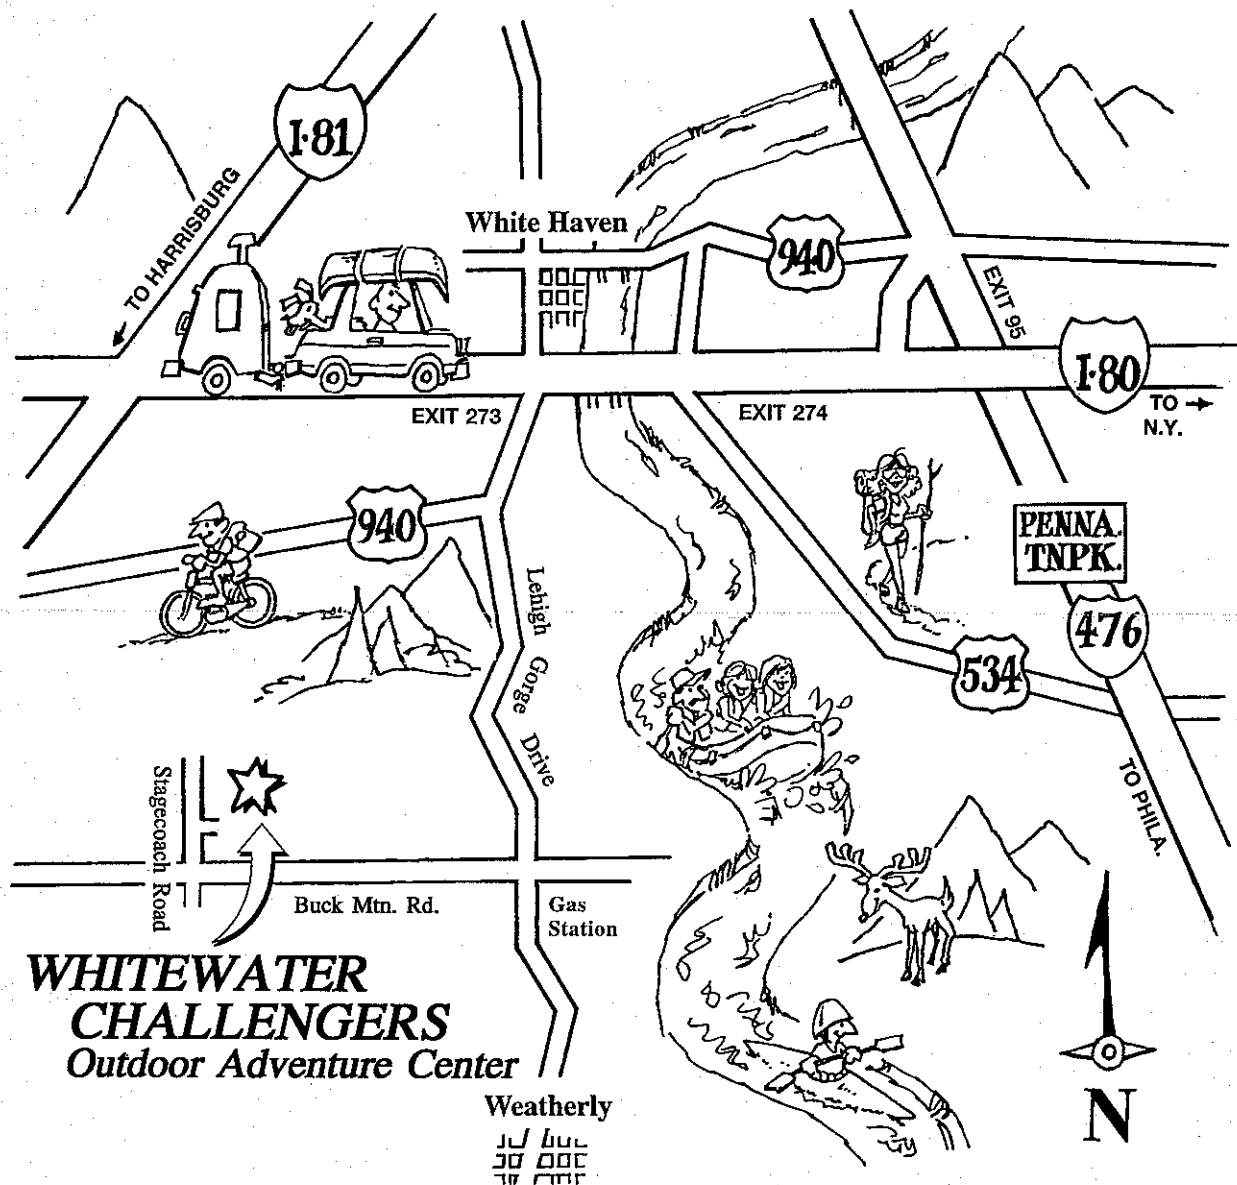 I-81
TO HARRISBURG
White Haven
940
EXIT 95
I-80
TO
N.Y.
EXIT 273
EXIT 274
940
PENNA.
TNPK.
476
534
Lehigh Gorge Drive
TO PHILA.
Stagecoach Road
Buck Mtn. Rd.
Gas
Station
WHITEWATER
CHALLENGERS
Outdoor Adventure Center
Weatherly
N